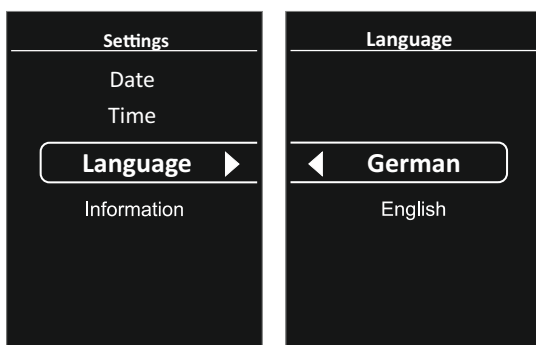 Settings
Date
Time
Language
Information
Language
German
English